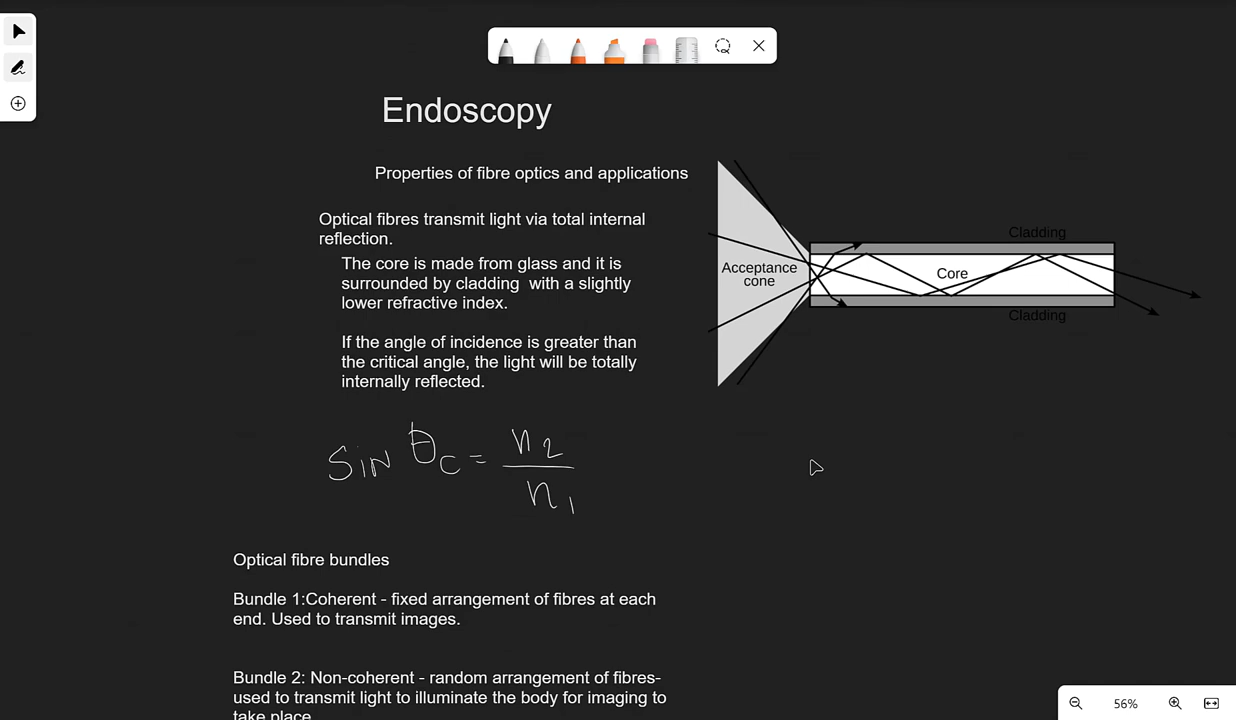 Endoscopy
Properties of fibre optics and applications
Optical fibres transmit light via total internal
reflection.
The core is made from glass and it is
surrounded by cladding with a slightly
lower refractive index.
If the angle of incidence is greater than
the critical angle, the light will be totally
internally reflected.
Cladding
Acceptance
cone
Core
Cladding
sin θc = n2
n1
Optical fibre bundles
Bundle 1:Coherent - fixed arrangement of fibres at each
end. Used to transmit images.
Bundle 2: Non-coherent - random arrangement of fibres-
used to transmit light to illuminate the body for imaging to
take place
56%